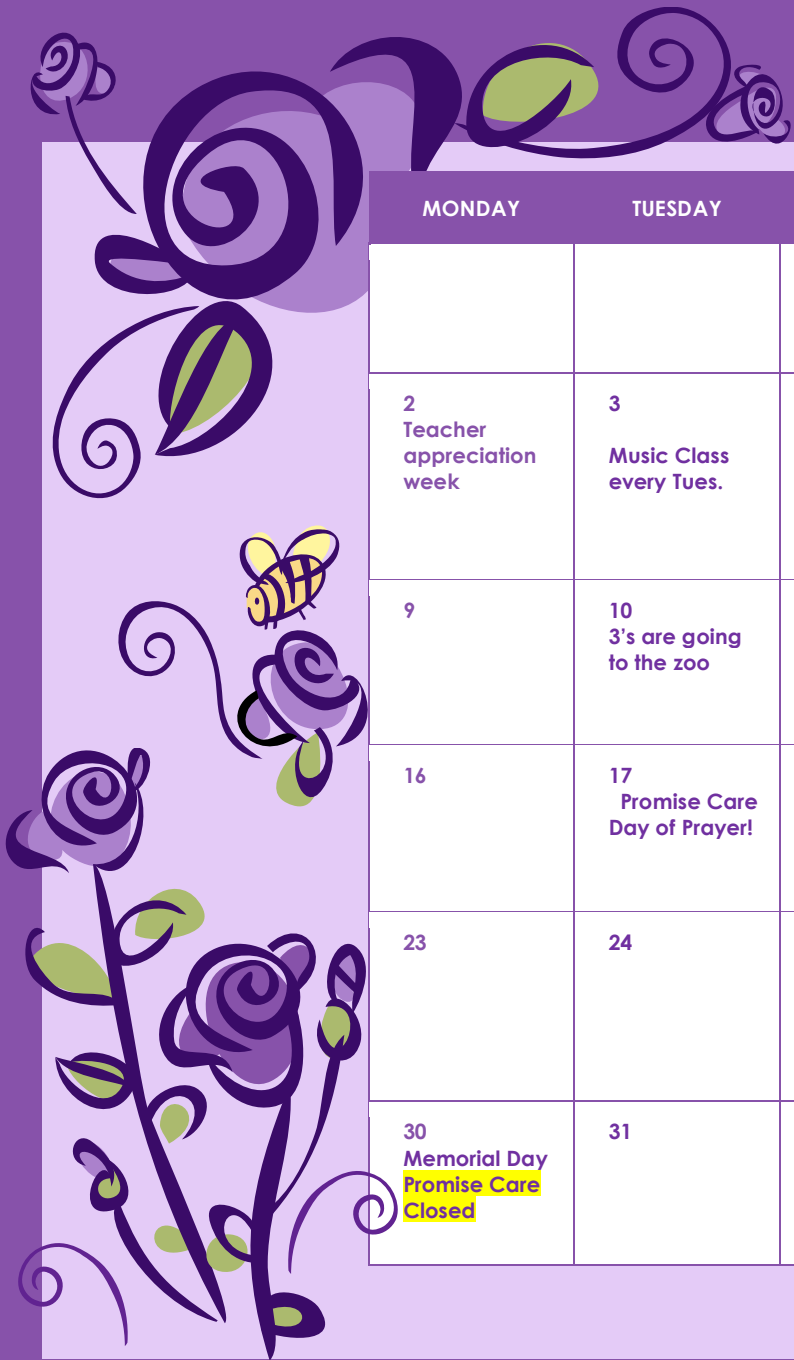 MONDAY TUESDAY
2
Teacher
appreciation
week
3
Music Class
every Tues.
9
10
3’s are going
to the zoo
16
17
Promise Care
Day of Prayer!
23
24
30
Memorial Day
Promise Care
Closed
31